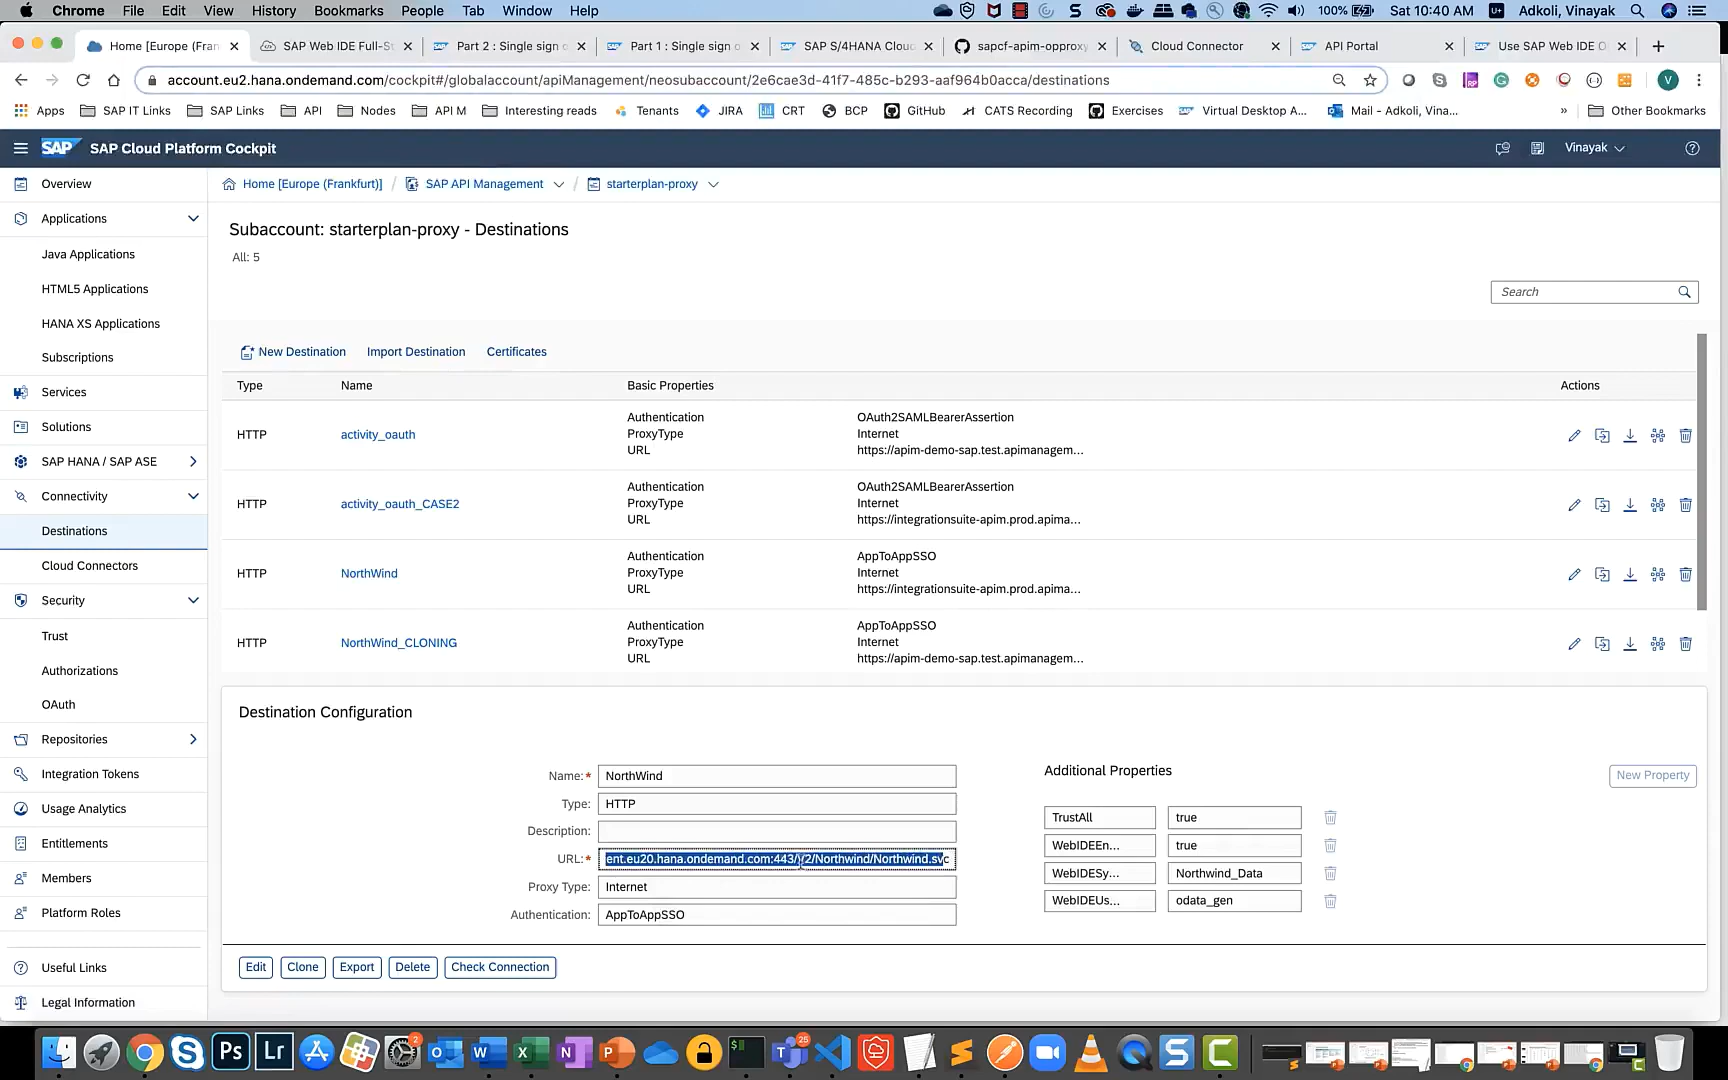 Chrome File Edit View History Bookmarks People Tab Window Help 100% Sat 10:40 AM Adkoli, Vinayak
Home [Europe (Fran SAP Web IDE Full-S Part 2 : Single sign o Part 1 : Single sign o SAP S/4HANA Clou sapcf-apim-opproxy Cloud Connector API Portal Use SAP Web IDE O
account.eu2.hana.ondemand.com/cockpit#/globalaccount/apiManagement/neosubaccount/2e6cae3d-41f7-485c-b293-aaf964b0acca/destinations
Apps SAP IT Links SAP Links API Nodes API M Interesting reads Tenants JIRA CRT BCP GitHub CATS Recording Exercises Virtual Desktop A... Mail - Adkoli, Vina... » Other Bookmarks
SAP SAP Cloud Platform Cockpit Vinayak
Overview
Applications
Java Applications
HTML5 Applications
HANA XS Applications
Subscriptions
Services
Solutions
SAP HANA / SAP ASE
Connectivity
Destinations
Cloud Connectors
Security
Trust
Authorizations
OAuth
Repositories
Integration Tokens
Usage Analytics
Entitlements
Members
Platform Roles
Useful Links
Legal Information
Home [Europe (Frankfurt)] / SAP API Management / starterplan-proxy
Subaccount: starterplan-proxy - Destinations
All: 5
Search
New Destination Import Destination Certificates
Type Name Basic Properties Actions
HTTP activity_oauth
Authentication OAuth2SAMLBearerAssertion
ProxyType Internet
URL https://apim-demo-sap.test.apimanagem...
HTTP activity_oauth_CASE2
Authentication OAuth2SAMLBearerAssertion
ProxyType Internet
URL https://integrationsuite-apim.prod.apima...
HTTP NorthWind
Authentication AppToAppSSO
ProxyType Internet
URL https://integrationsuite-apim.prod.apima...
HTTP NorthWind_CLONING
Authentication AppToAppSSO
ProxyType Internet
URL https://apim-demo-sap.test.apimanagem...
Destination Configuration
Name:* NorthWind
Type: HTTP
Description:
URL:* ent.eu20.hana.ondemand.com:443/v2/Northwind/Northwind.svc
Proxy Type: Internet
Authentication: AppToAppSSO
Additional Properties New Property
TrustAll true
WebIDEEn... true
WebIDESy... Northwind_Data
WebIDEUs... odata_gen
Edit Clone Export Delete Check Connection
Ps Lr 2 25